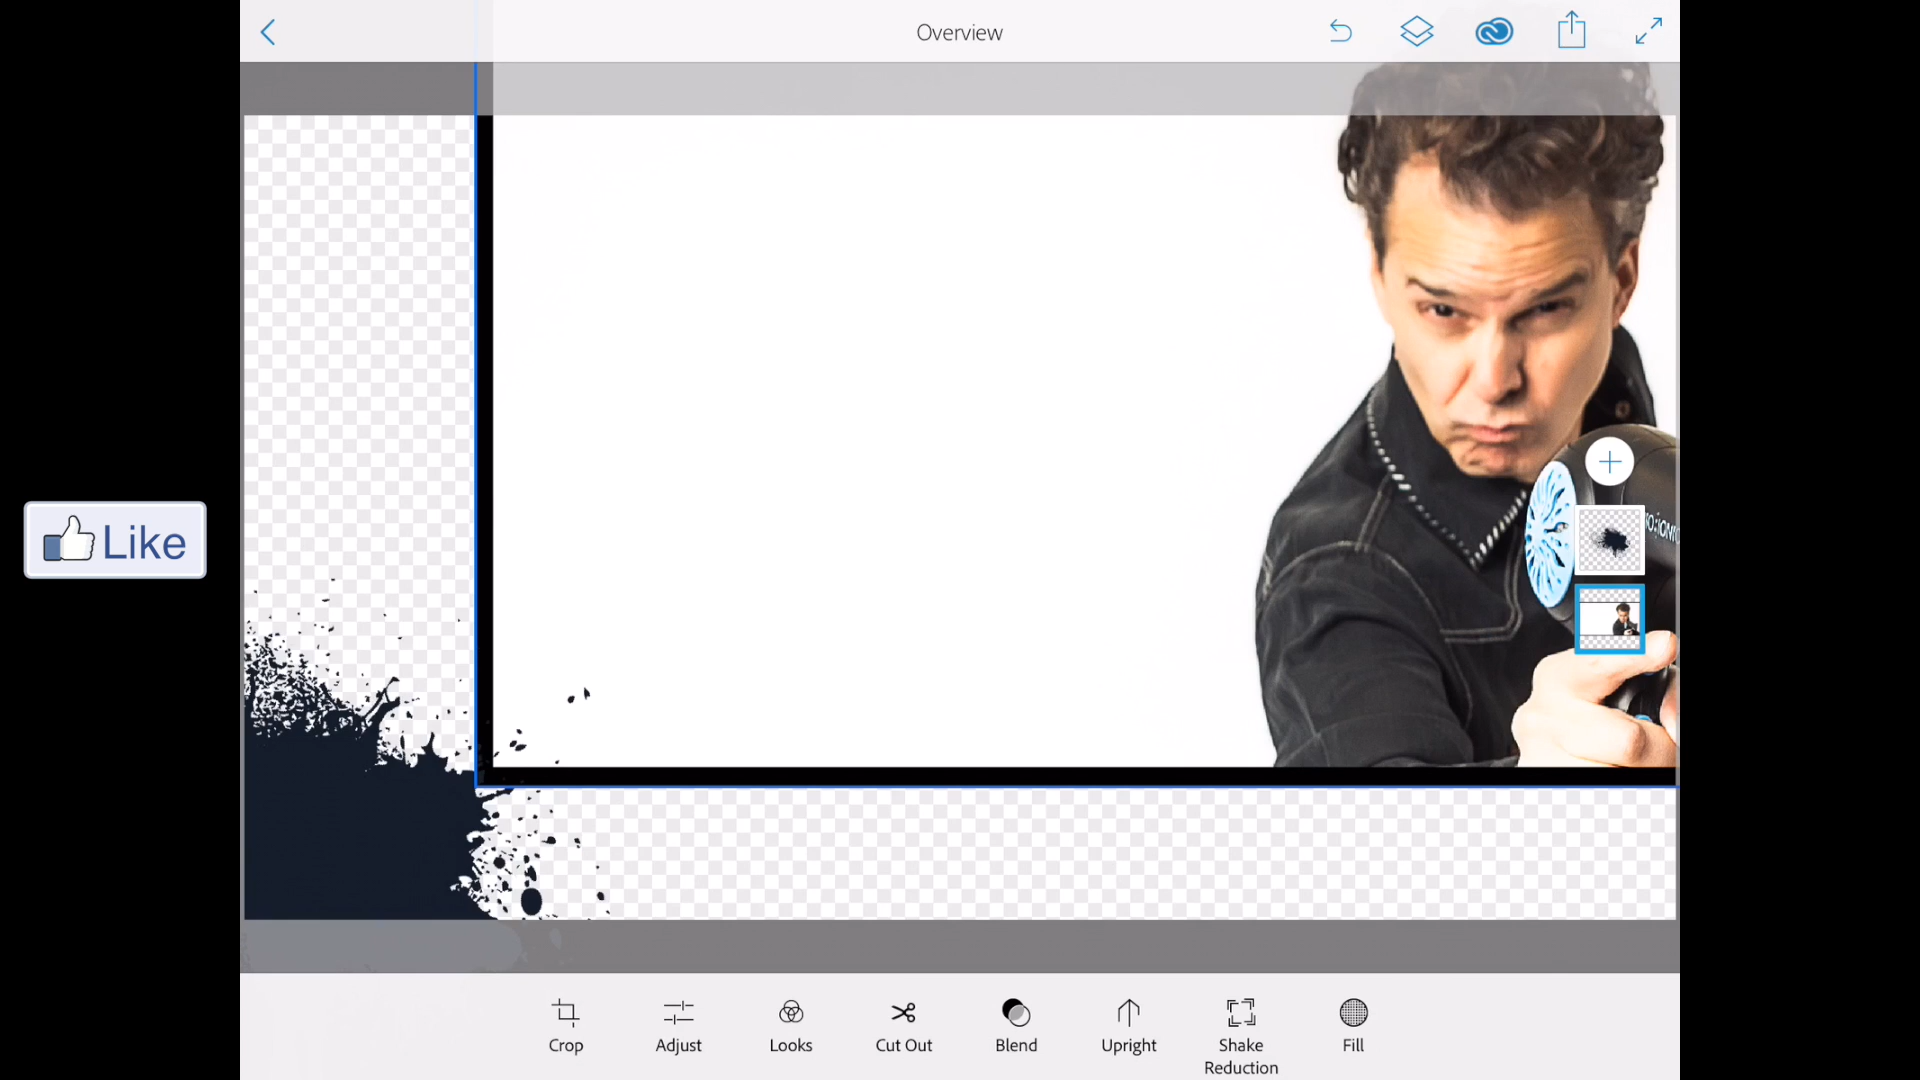 Overview
Like
Crop
Adjust
Looks
Cut Out
Blend
Upright
Shake
Reduction
Fill